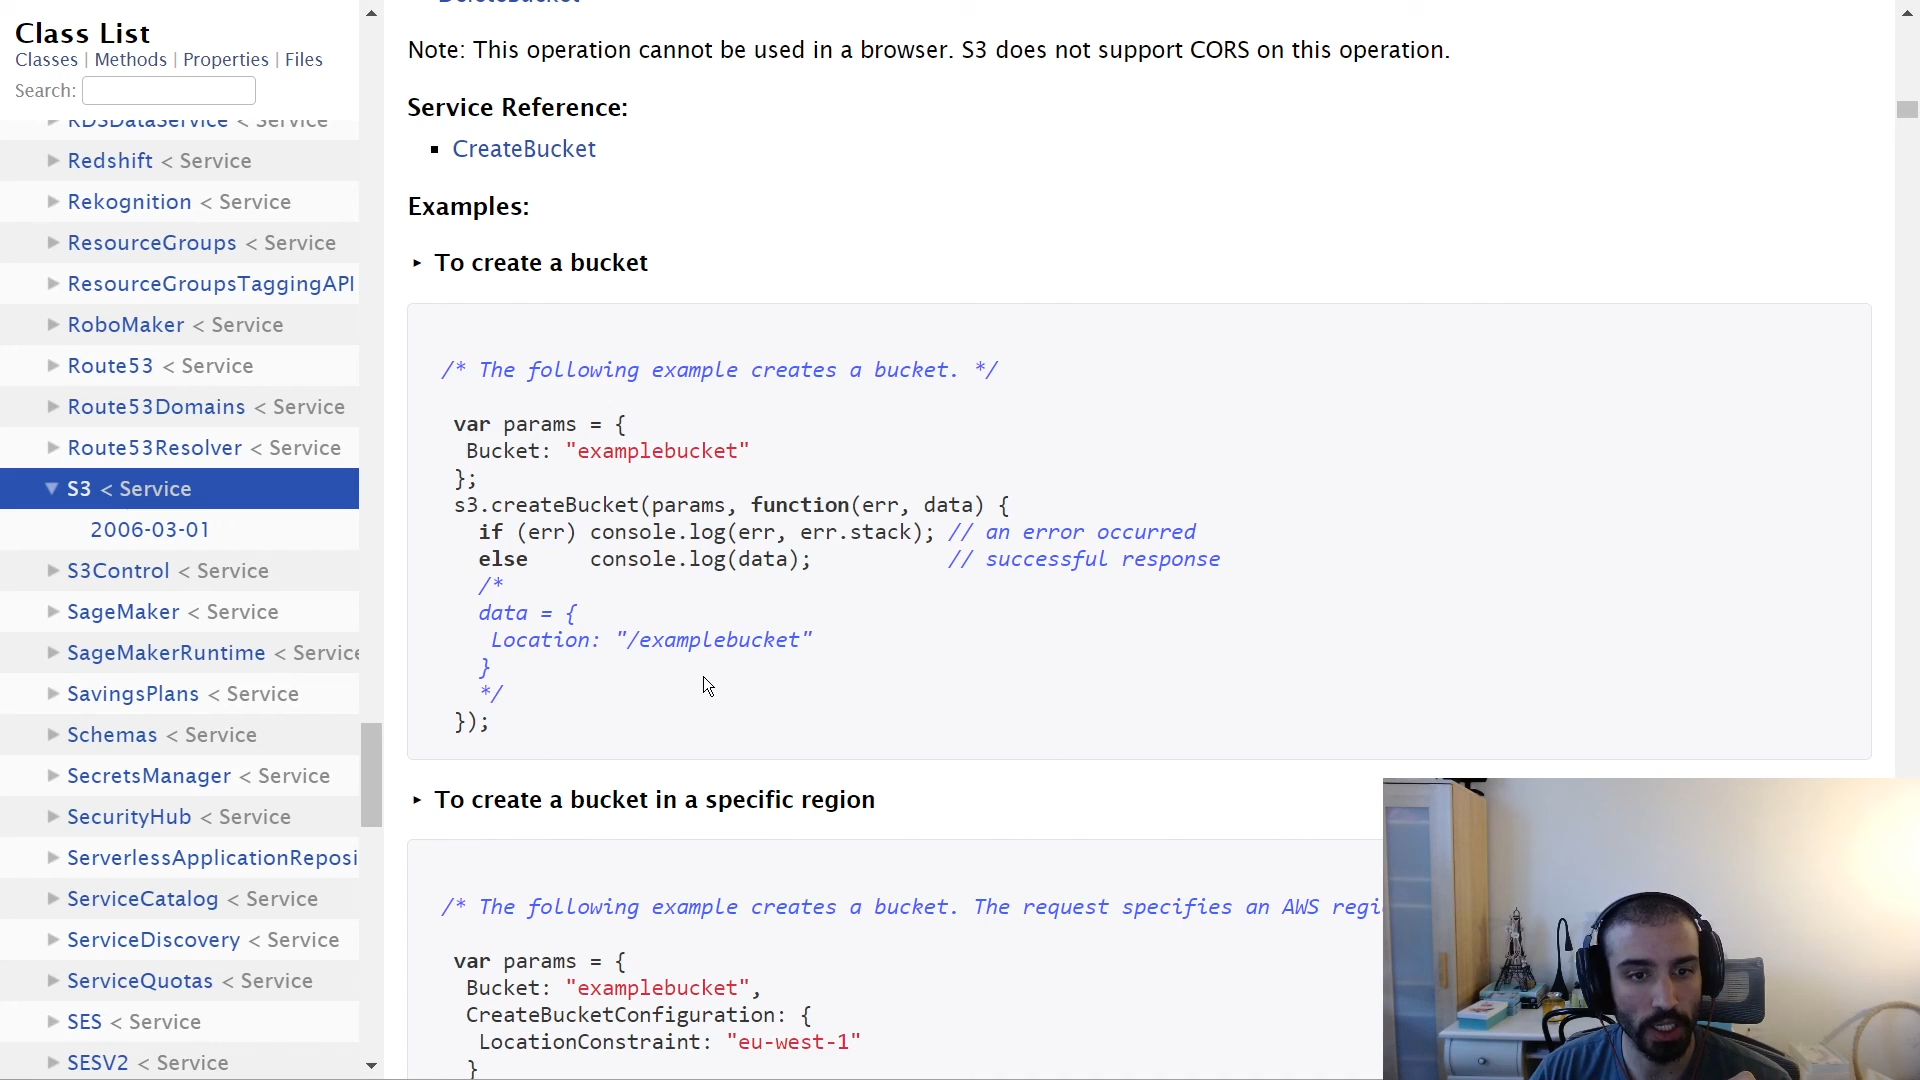 Class List
Classes | Methods | Properties | Files
Search:
RDSDataService < Service
Redshift < Service
Rekognition < Service
ResourceGroups < Service
ResourceGroupsTaggingAPI
RoboMaker < Service
Route53 < Service
Route53Domains < Service
Route53Resolver < Service
S3 < Service
2006-03-01
S3Control < Service
SageMaker < Service
SageMakerRuntime < Service
SavingsPlans < Service
Schemas < Service
SecretsManager < Service
SecurityHub < Service
ServerlessApplicationReposi
ServiceCatalog < Service
ServiceDiscovery < Service
ServiceQuotas < Service
SES < Service
SESV2 < Service
DeleteBucket
Note: This operation cannot be used in a browser. S3 does not support CORS on this operation.
Service Reference:
CreateBucket
Examples:
To create a bucket
/* The following example creates a bucket. */
var params = {
Bucket: "examplebucket"
};
s3.createBucket(params, function(err, data) {
if (err) console.log(err, err.stack); // an error occurred
else     console.log(data);           // successful response
/*
data = {
Location: "/examplebucket"
}
*/
});
To create a bucket in a specific region
/* The following example creates a bucket. The request specifies an AWS regi
var params = {
Bucket: "examplebucket",
CreateBucketConfiguration: {
LocationConstraint: "eu-west-1"
}